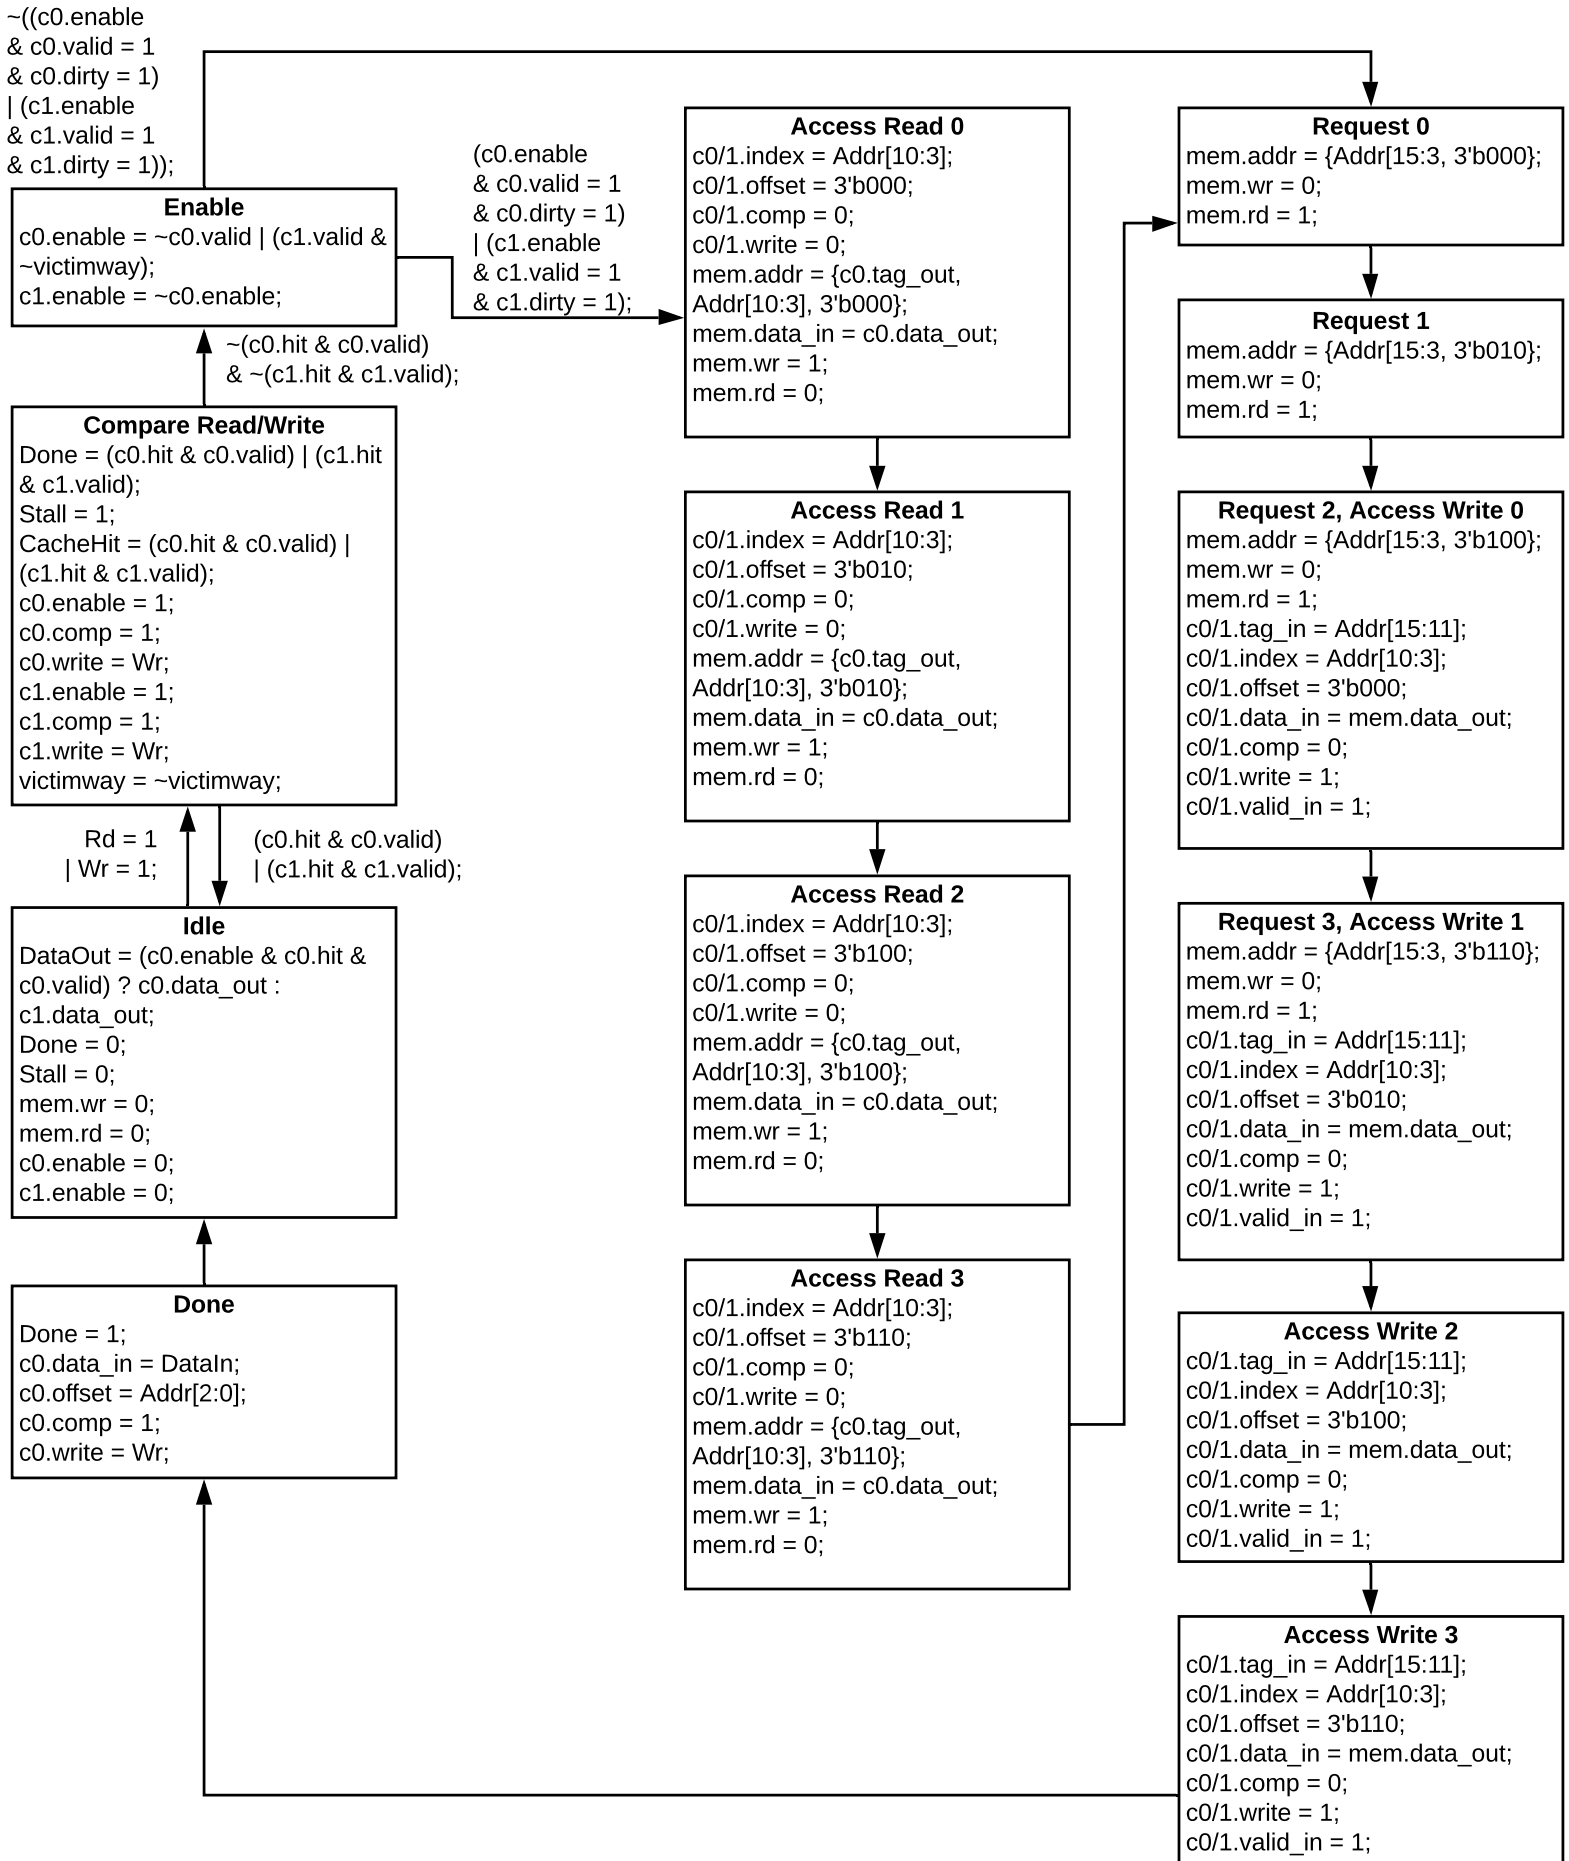 ~((c0.enable
& c0.valid = 1
& c0.dirty = 1)
| (c1.enable
& c1.valid = 1
& c1.dirty = 1));
Enable
c0.enable = ~c0.valid | (c1.valid &
~victimway);
c1.enable = ~c0.enable;
~(c0.hit & c0.valid)
& ~(c1.hit & c1.valid);
Compare Read/Write
Done = (c0.hit & c0.valid) | (c1.hit
& c1.valid);
Stall = 1;
CacheHit = (c0.hit & c0.valid) |
(c1.hit & c1.valid);
c0.enable = 1;
c0.comp = 1;
c0.write = Wr;
c1.enable = 1;
c1.comp = 1;
c1.write = Wr;
victimway = ~victimway;
Rd = 1
| Wr = 1;
(c0.hit & c0.valid)
| (c1.hit & c1.valid);
Idle
DataOut = (c0.enable & c0.hit &
c0.valid) ? c0.data_out :
c1.data_out;
Done = 0;
Stall = 0;
mem.wr = 0;
mem.rd = 0;
c0.enable = 0;
c1.enable = 0;
Done
Done = 1;
c0.data_in = DataIn;
c0.offset = Addr[2:0];
c0.comp = 1;
c0.write = Wr;
(c0.enable
& c0.valid = 1
& c0.dirty = 1)
| (c1.enable
& c1.valid = 1
& c1.dirty = 1);
Access Read 0
c0/1.index = Addr[10:3];
c0/1.offset = 3'b000;
c0/1.comp = 0;
c0/1.write = 0;
mem.addr = {c0.tag_out,
Addr[10:3], 3'b000};
mem.data_in = c0.data_out;
mem.wr = 1;
mem.rd = 0;
Access Read 1
c0/1.index = Addr[10:3];
c0/1.offset = 3'b010;
c0/1.comp = 0;
c0/1.write = 0;
mem.addr = {c0.tag_out,
Addr[10:3], 3'b010};
mem.data_in = c0.data_out;
mem.wr = 1;
mem.rd = 0;
Access Read 2
c0/1.index = Addr[10:3];
c0/1.offset = 3'b100;
c0/1.comp = 0;
c0/1.write = 0;
mem.addr = {c0.tag_out,
Addr[10:3], 3'b100};
mem.data_in = c0.data_out;
mem.wr = 1;
mem.rd = 0;
Access Read 3
c0/1.index = Addr[10:3];
c0/1.offset = 3'b110;
c0/1.comp = 0;
c0/1.write = 0;
mem.addr = {c0.tag_out,
Addr[10:3], 3'b110};
mem.data_in = c0.data_out;
mem.wr = 1;
mem.rd = 0;
Request 0
mem.addr = {Addr[15:3, 3'b000};
mem.wr = 0;
mem.rd = 1;
Request 1
mem.addr = {Addr[15:3, 3'b010};
mem.wr = 0;
mem.rd = 1;
Request 2, Access Write 0
mem.addr = {Addr[15:3, 3'b100};
mem.wr = 0;
mem.rd = 1;
c0/1.tag_in = Addr[15:11];
c0/1.index = Addr[10:3];
c0/1.offset = 3'b000;
c0/1.data_in = mem.data_out;
c0/1.comp = 0;
c0/1.write = 1;
c0/1.valid_in = 1;
Request 3, Access Write 1
mem.addr = {Addr[15:3, 3'b110};
mem.wr = 0;
mem.rd = 1;
c0/1.tag_in = Addr[15:11];
c0/1.index = Addr[10:3];
c0/1.offset = 3'b010;
c0/1.data_in = mem.data_out;
c0/1.comp = 0;
c0/1.write = 1;
c0/1.valid_in = 1;
Access Write 2
c0/1.tag_in = Addr[15:11];
c0/1.index = Addr[10:3];
c0/1.offset = 3'b100;
c0/1.data_in = mem.data_out;
c0/1.comp = 0;
c0/1.write = 1;
c0/1.valid_in = 1;
Access Write 3
c0/1.tag_in = Addr[15:11];
c0/1.index = Addr[10:3];
c0/1.offset = 3'b110;
c0/1.data_in = mem.data_out;
c0/1.comp = 0;
c0/1.write = 1;
c0/1.valid_in = 1;